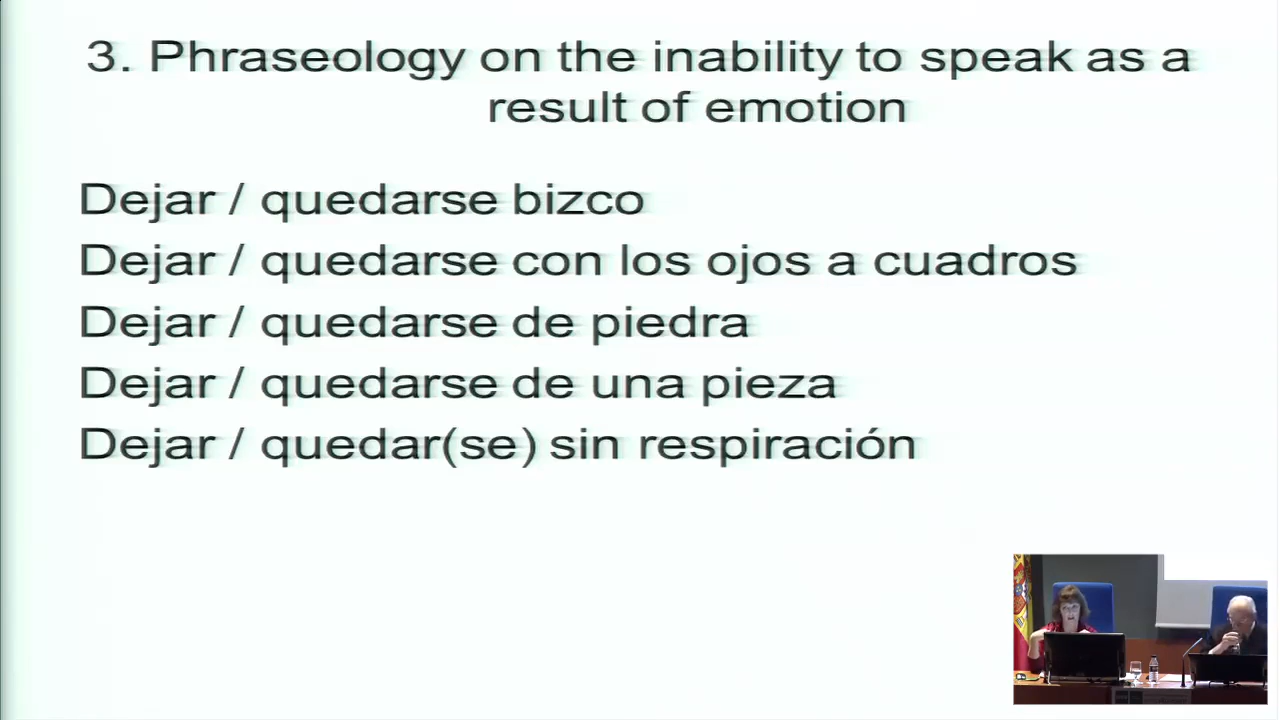 3. Phraseology on the inability to speak as a
result of emotion
Dejar / quedarse bizco
Dejar / quedarse con los ojos a cuadros
Dejar / quedarse de piedra
Dejar / quedarse de una pieza
Dejar / quedar(se) sin respiración